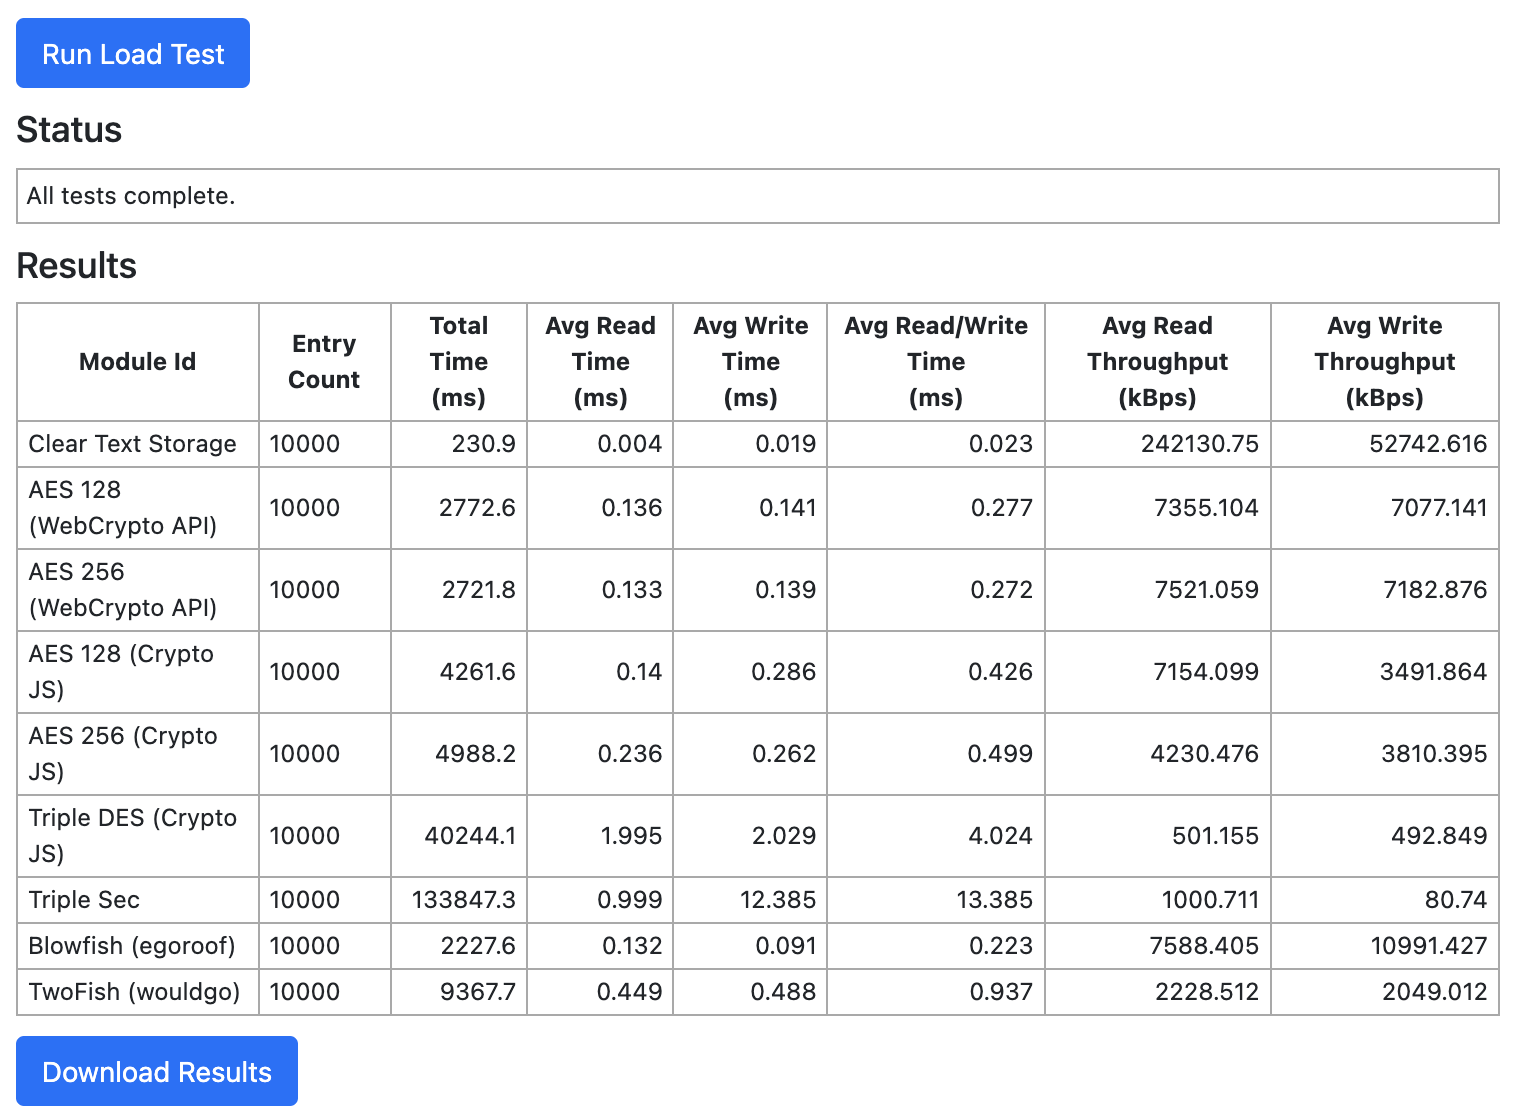 Run Load Test
Status
All tests complete.
Results
Module Id Entry Count Total Time (ms) Avg Read Time (ms) Avg Write Time (ms) Avg Read/Write Time (ms) Avg Read Throughput (kBps) Avg Write Throughput (kBps)
Clear Text Storage 10000 230.9 0.004 0.019 0.023 242130.75 52742.616
AES 128 (WebCrypto API) 10000 2772.6 0.136 0.141 0.277 7355.104 7077.141
AES 256 (WebCrypto API) 10000 2721.8 0.133 0.139 0.272 7521.059 7182.876
AES 128 (Crypto JS) 10000 4261.6 0.14 0.286 0.426 7154.099 3491.864
AES 256 (Crypto JS) 10000 4988.2 0.236 0.262 0.499 4230.476 3810.395
Triple DES (Crypto JS) 10000 40244.1 1.995 2.029 4.024 501.155 492.849
Triple Sec 10000 133847.3 0.999 12.385 13.385 1000.711 80.74
Blowfish (egoroof) 10000 2227.6 0.132 0.091 0.223 7588.405 10991.427
TwoFish (wouldgo) 10000 9367.7 0.449 0.488 0.937 2228.512 2049.012
Download Results